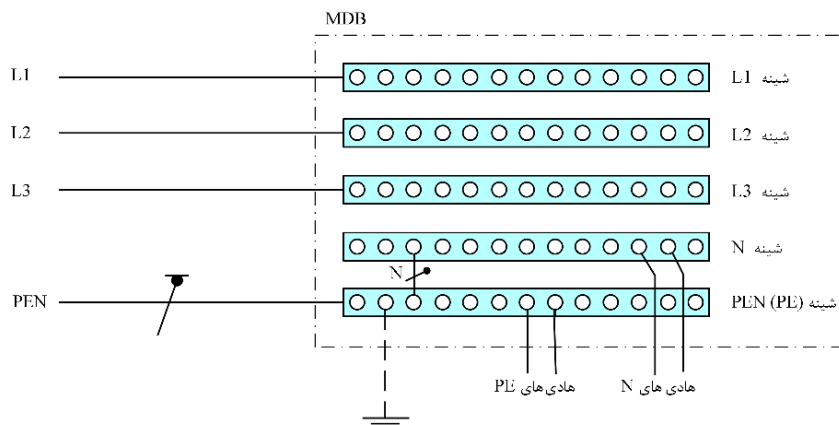 MDB
L1
شینه L1
L2
شینه L2
L3
شینه L3
شینه N
N
PEN
شینه PEN (PE)
هادی‌های PE
هادی های N